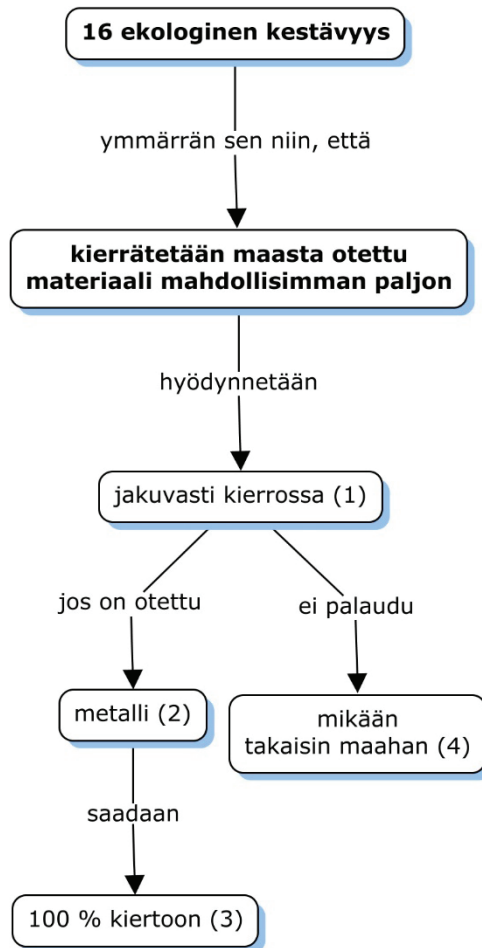 16 ekologinen kestävyys
ymmärrän sen niin, että
kierrätetään maasta otettu
materiaali mahdollisimman paljon
hyödynnetään
jakuvasti kierrossa (1)
jos on otettu
ei palaudu
metalli (2)
mikään
takaisin maahan (4)
saadaan
100 % kiertoon (3)